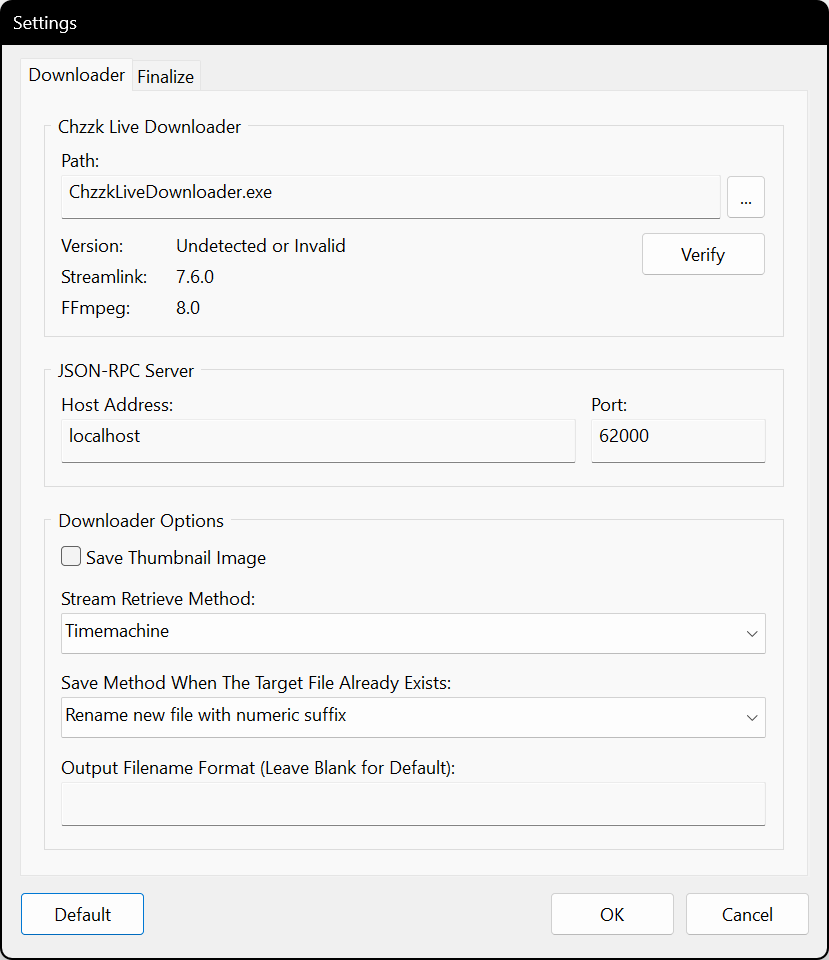 Settings
Downloader Finalize
Chzzk Live Downloader
Path:
ChzzkLiveDownloader.exe ...
Version: Undetected or Invalid Verify
Streamlink: 7.6.0
FFmpeg: 8.0
JSON-RPC Server
Host Address: Port:
localhost 62000
Downloader Options
Save Thumbnail Image
Stream Retrieve Method:
Timemachine
Save Method When The Target File Already Exists:
Rename new file with numeric suffix
Output Filename Format (Leave Blank for Default):
Default OK Cancel